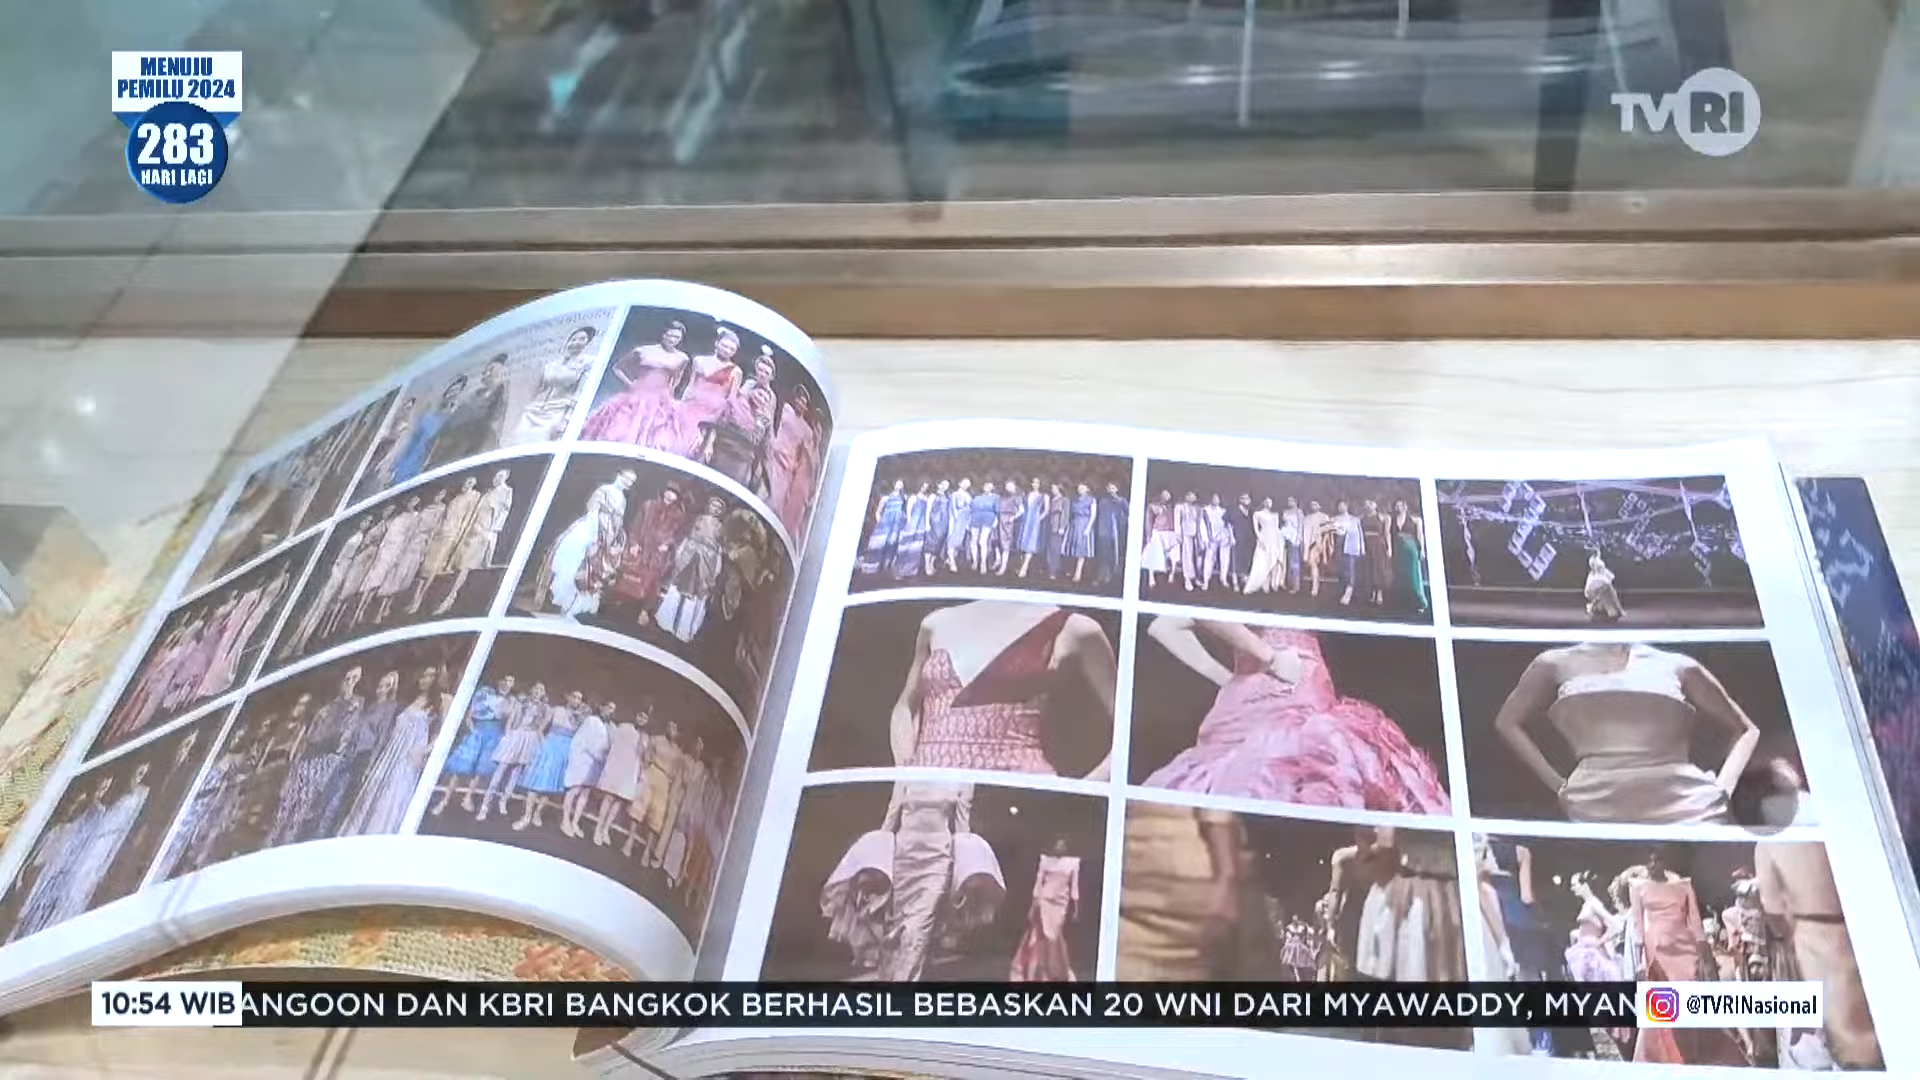 MENUJU
PEMILU 2024
283
HARI LAGI
TVRI
10:54 WIB
ANGOON DAN KBRI BANGKOK BERHASIL BEBASKAN 20 WNI DARI MYAWADDY, MYAN
@TVRINasional